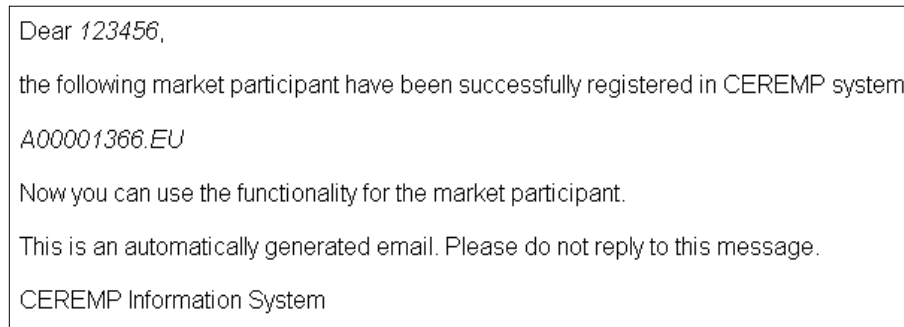 Dear 123456,
the following market participant have been successfully registered in CEREMP system
A00001366.EU
Now you can use the functionality for the market participant.
This is an automatically generated email. Please do not reply to this message.
CEREMP Information System